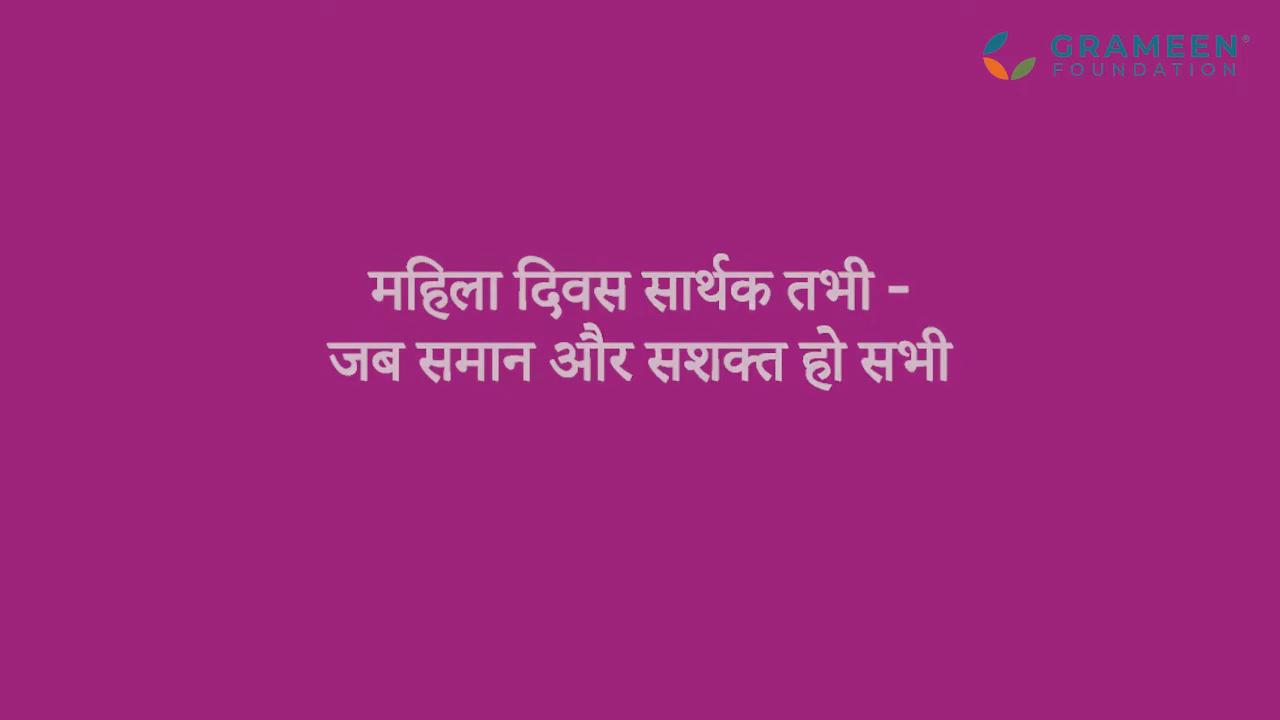 GRAMEEN®
FOUNDATION
महिला दिवस सार्थक तभी -
जब समान और सशक्त हो सभी